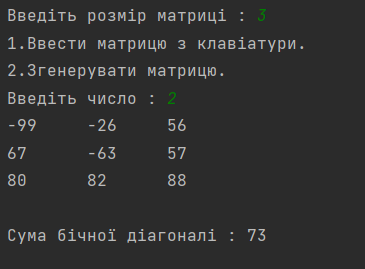 Введіть розмір матриці : 3
1.Ввести матрицю з клавіатури.
2.Згенерувати матрицю.
Введіть число : 2
-99 -26 56
67 -63 57
80 82 88
Сума бічної діагоналі : 73